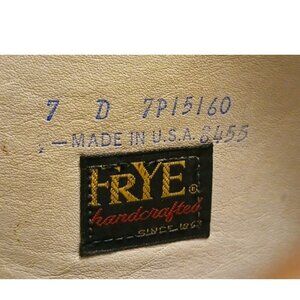 7 D 7P15160
.—MADE IN U.S.A. 8455
FRYE®
handcrafted
SINCE 1863